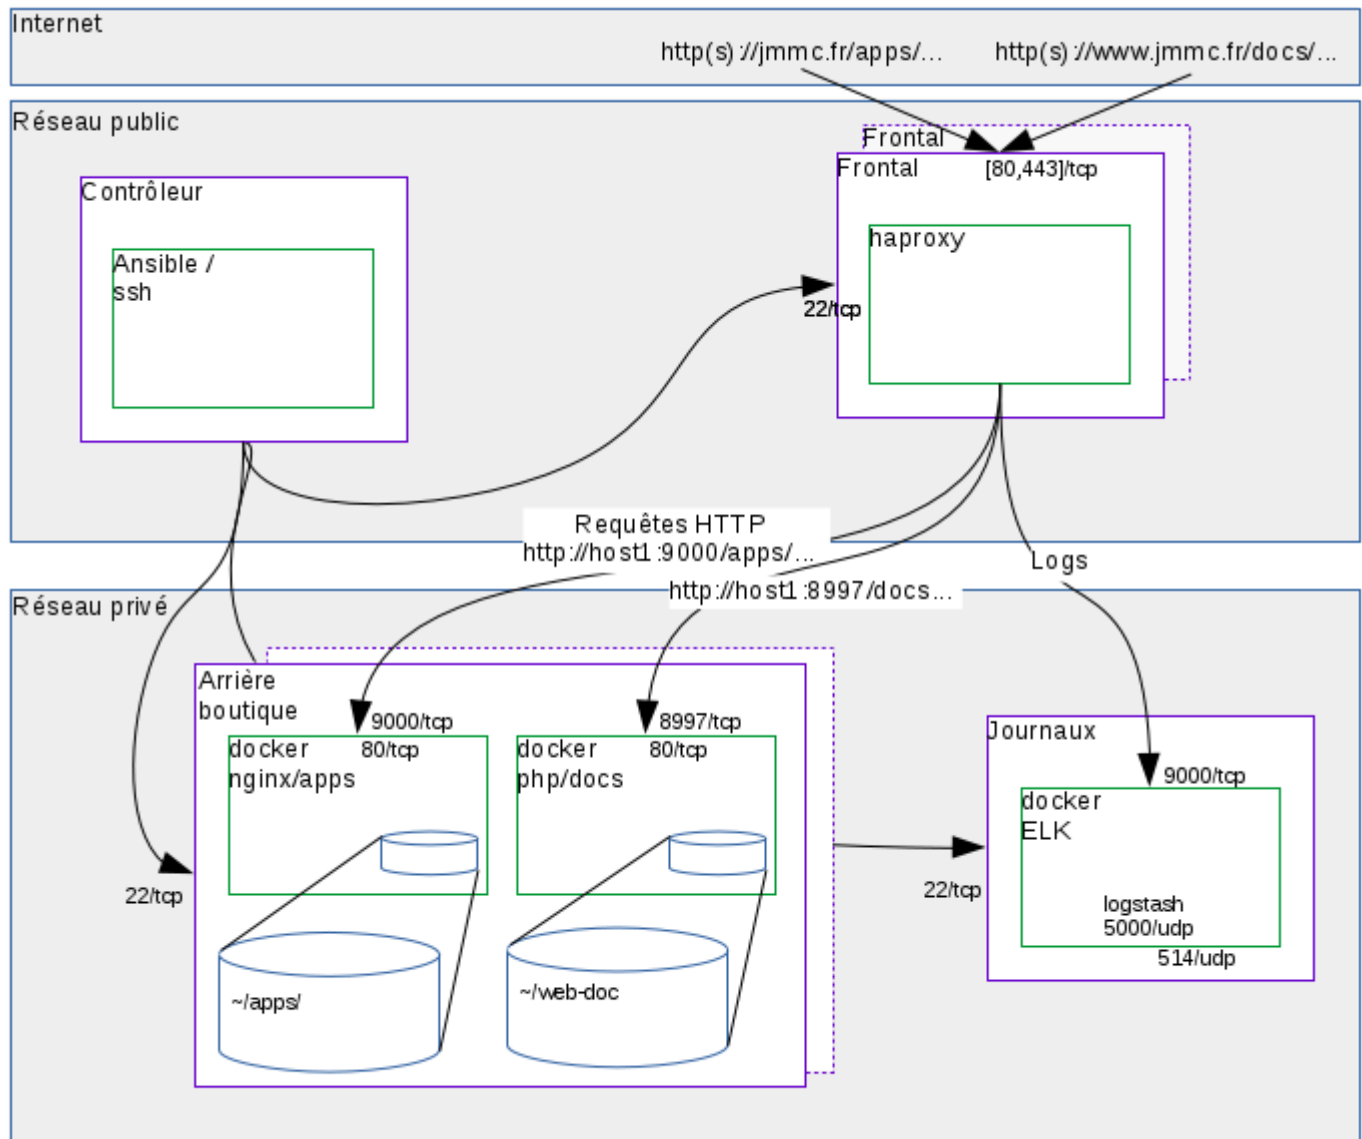 Internet
http(s)://jmmc.fr/apps/...
http(s)://www.jmmc.fr/docs/...
Réseau public
Frontal
Frontal
[80,443]/tcp
Contrôleur
haproxy
Ansible /
ssh
22/tcp
Requêtes HTTP
http://host1:9000/apps/...
Logs
http://host1:8997/docs...
Réseau privé
Arrière
boutique
9000/tcp
8997/tcp
docker
80/tcp
nginx/apps
docker
80/tcp
php/docs
Journaux
9000/tcp
docker
ELK
22/tcp
22/tcp
logstash
5000/udp
514/udp
~/apps/
~/web-doc